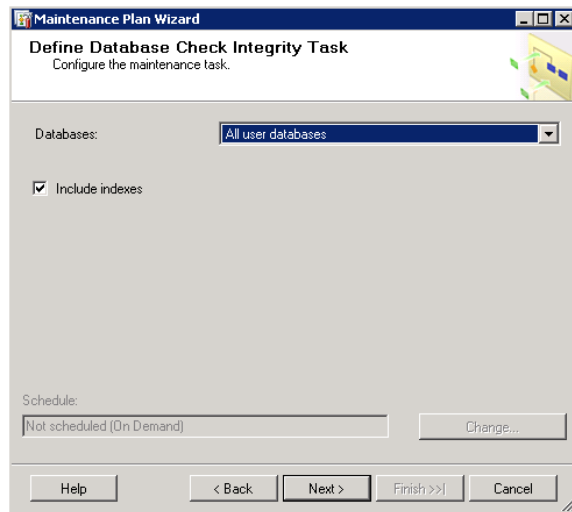 Maintenance Plan Wizard
Define Database Check Integrity Task
Configure the maintenance task.
Databases:
All user databases
Include indexes
Schedule:
Not scheduled (On Demand)
Change...
Help
< Back
Next >
Finish >>|
Cancel